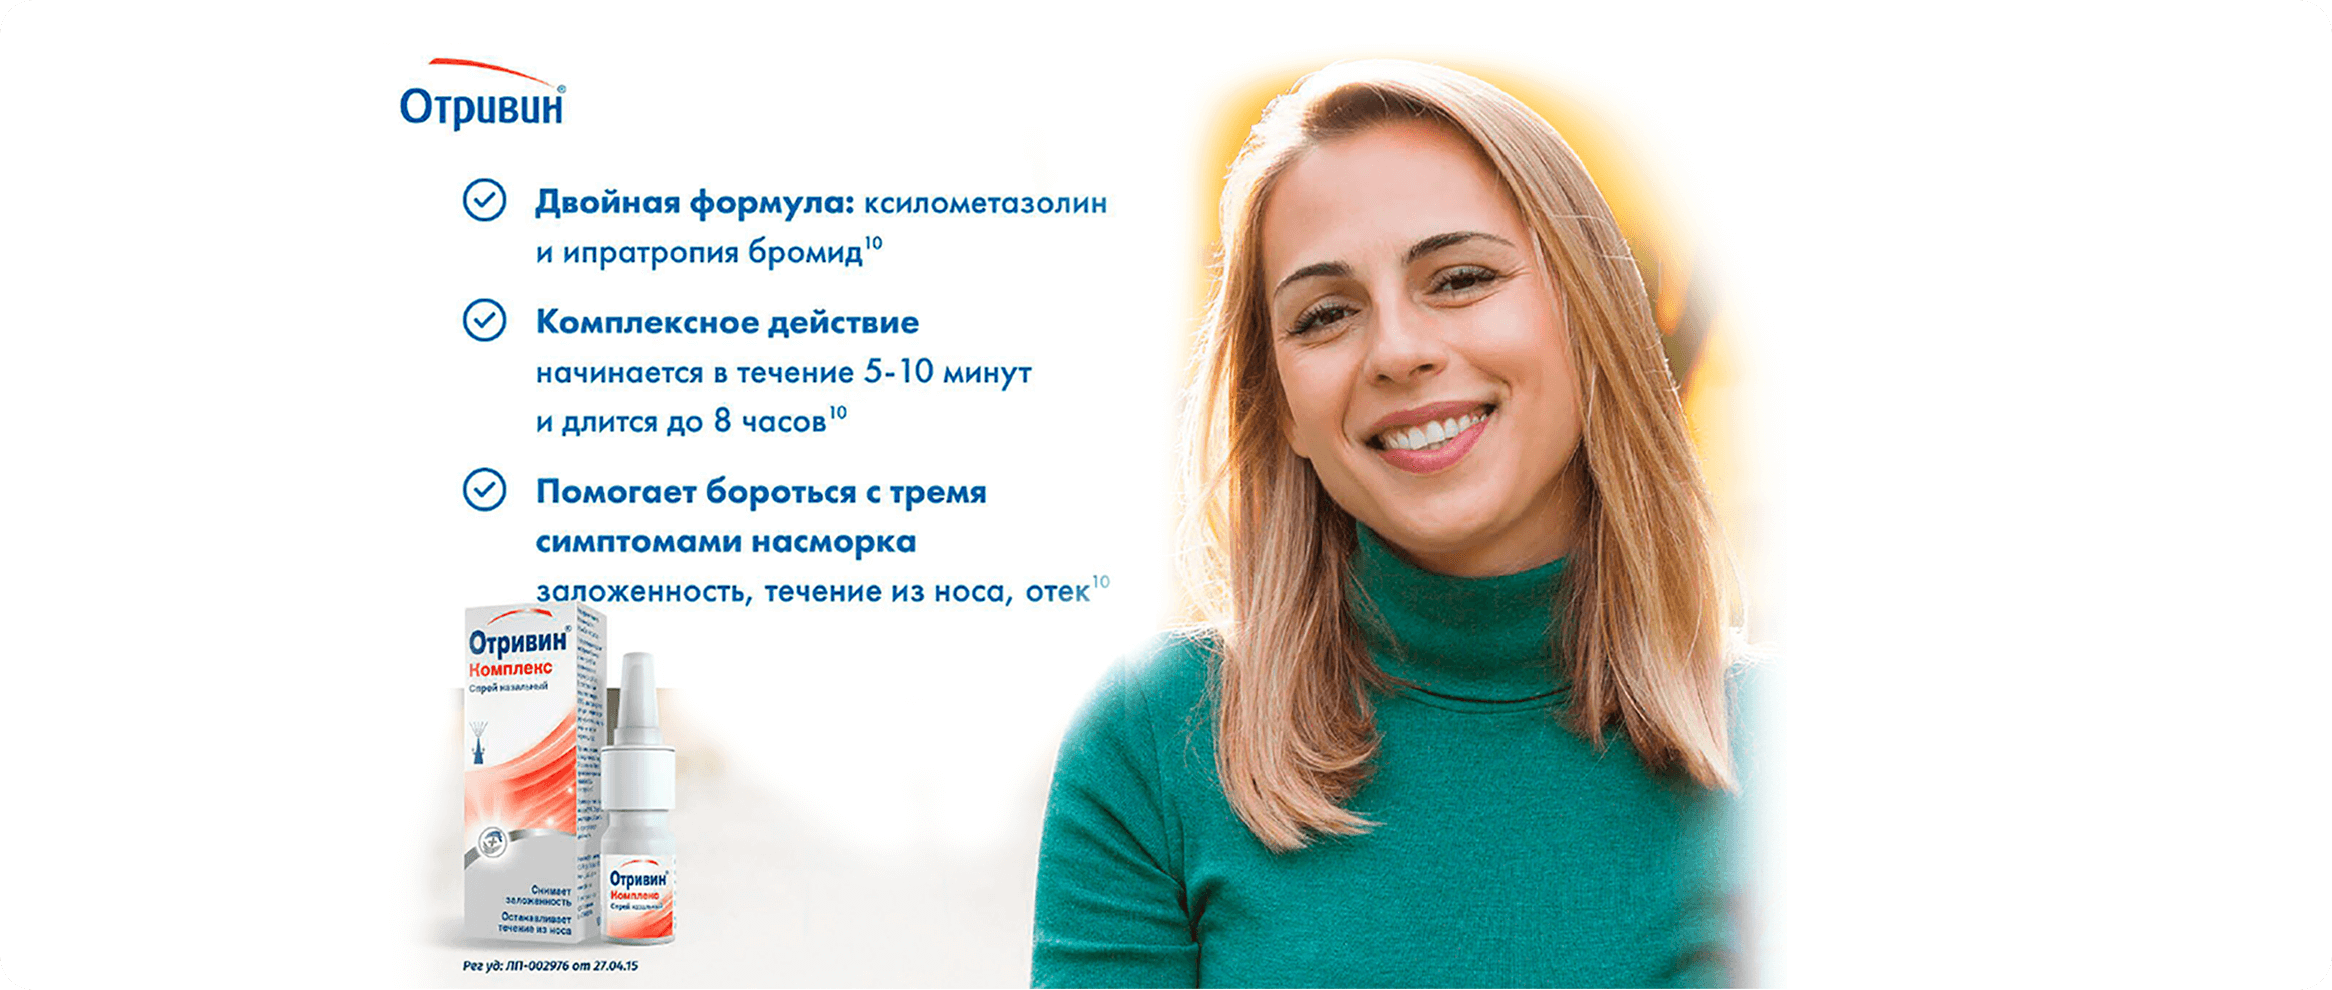 Отривин®
Двойная формула: ксилометазолин
и ипратропия бромид¹⁰
Комплексное действие
начинается в течение 5-10 минут
и длится до 8 часов¹⁰
Помогает бороться с тремя
симптомами насморка
заложенность, течение из носа, отек¹⁰
Отривин®
Комплекс
Спрей назальный
Снимает
заложенность
Останавливает
течение из носа
Отривин®
Комплекс
Спрей назальный
Рег уд: ЛП-002976 от 27.04.15